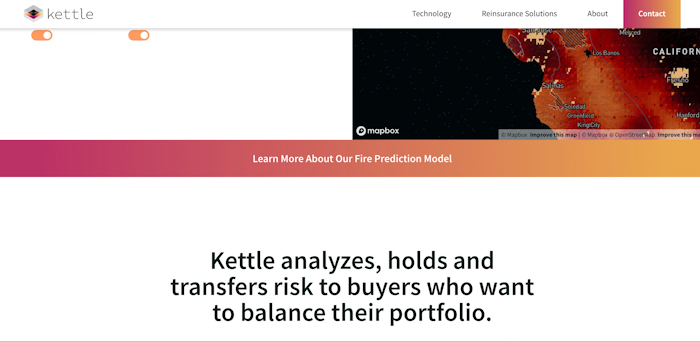 kettle
Technology
Reinsurance Solutions
About
Contact
Merced
Los Banos
CALIFORN
Fresno
Salinas
Soledad
Greenfield
King City
Hanford
mapbox
© Mapbox Improve this map | © Mapbox © OpenStreetMap Improve this map
Learn More About Our Fire Prediction Model
Kettle analyzes, holds and
transfers risk to buyers who want
to balance their portfolio.